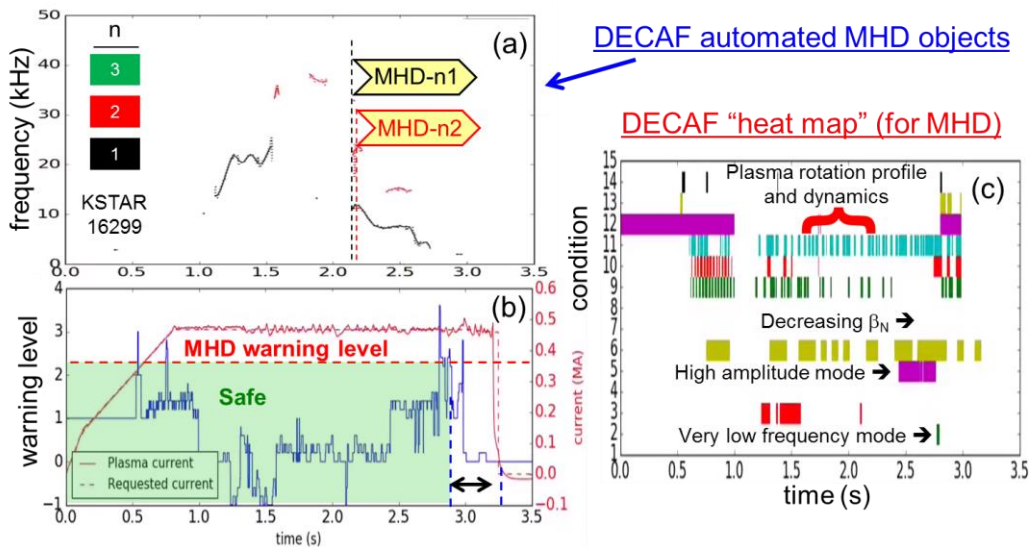 n
3
2
1
KSTAR
16299
(a)
MHD-n1
MHD-n2
frequency (kHz)
50
40
30
20
10
0
0.0 0.5 1.0 1.5 2.0 2.5 3.0 3.5
DECAF automated MHD objects
DECAF “heat map” (for MHD)
(b)
MHD warning level
Safe
Plasma current
Requested current
warning level
4
3
2
1
0
-1
0.6
0.5
0.4
0.3
0.2
0.1
0.0
-0.1
current (MA)
0.0 0.5 1.0 1.5 2.0 2.5 3.0 3.5
time (s)
(c)
Plasma rotation profile
and dynamics
Decreasing βN ➔
High amplitude mode ➔
Very low frequency mode ➔
condition
15
14
13
12
11
10
9
8
7
6
5
4
3
2
1
0.0 0.5 1.0 1.5 2.0 2.5 3.0 3.5
time (s)